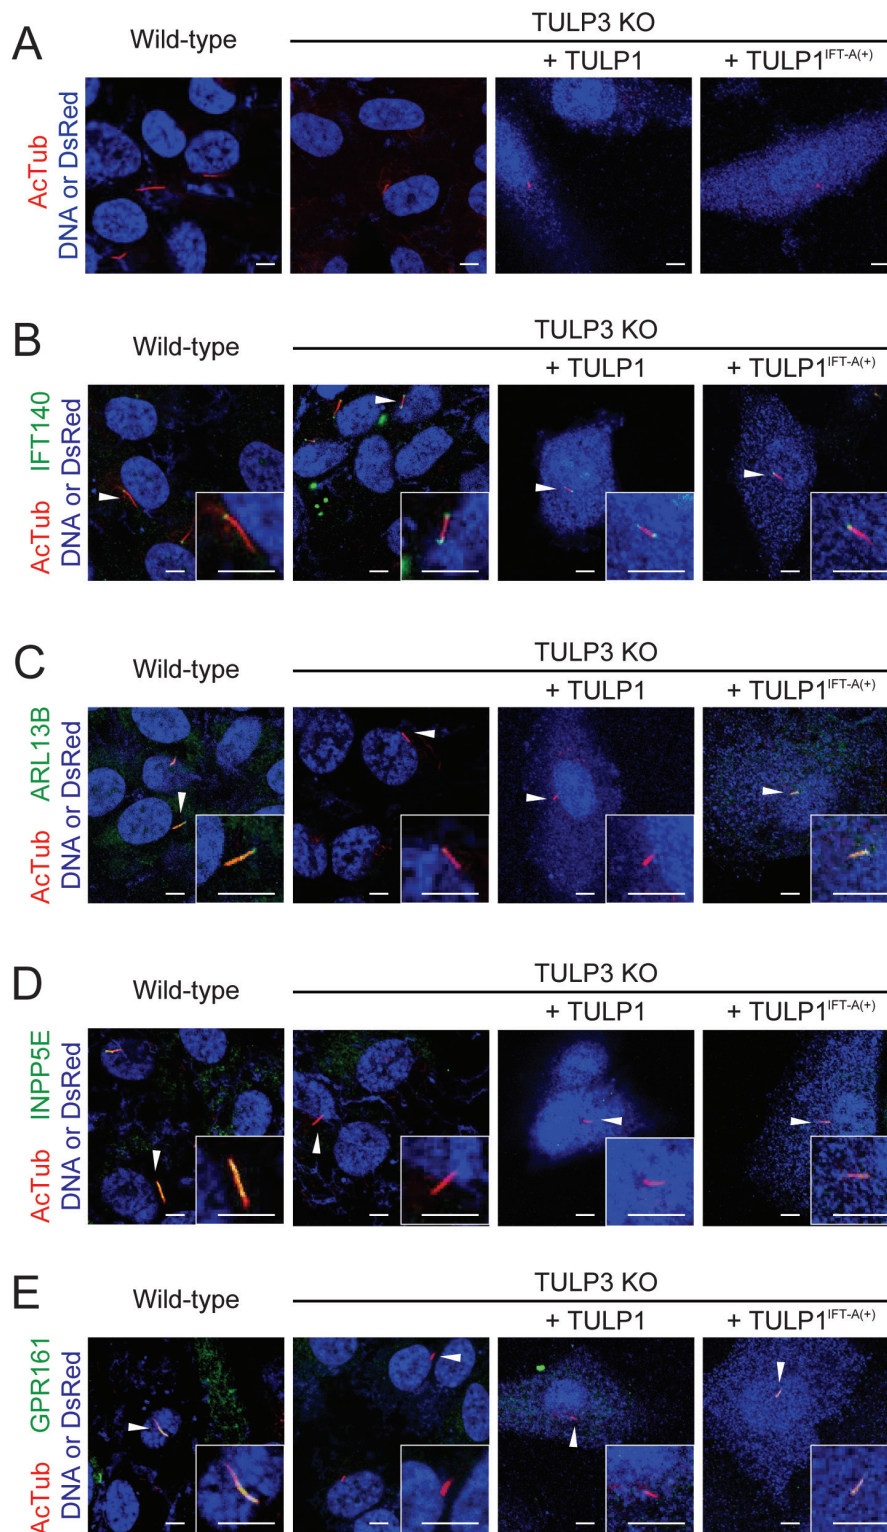 A
Wild-type
TULP3 KO
+ TULP1
+ TULP1IFT-A(+)
AcTub
DNA or DsRed
B
Wild-type
TULP3 KO
+ TULP1
+ TULP1IFT-A(+)
AcTub IFT140
DNA or DsRed
C
Wild-type
TULP3 KO
+ TULP1
+ TULP1IFT-A(+)
AcTub ARL13B
DNA or DsRed
D
Wild-type
TULP3 KO
+ TULP1
+ TULP1IFT-A(+)
AcTub INPP5E
DNA or DsRed
E
Wild-type
TULP3 KO
+ TULP1
+ TULP1IFT-A(+)
AcTub GPR161
DNA or DsRed